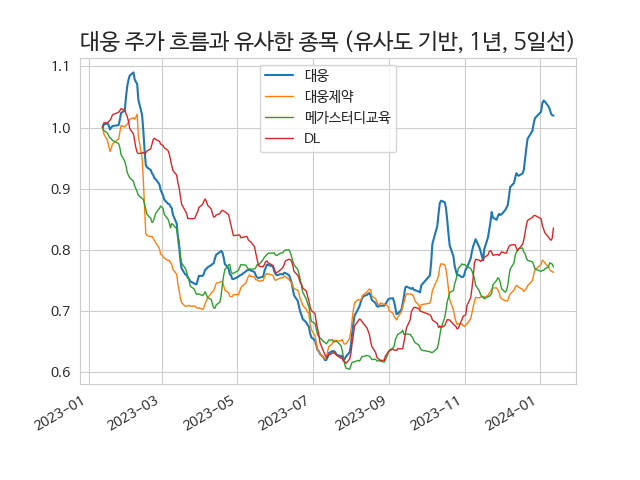 대웅 주가 흐름과 유사한 종목 (유사도 기반, 1년, 5일선)
1.1
1.0
0.9
0.8
0.7
0.6
대웅
대웅제약
메가스터디교육
DL
2023-01
2023-03
2023-05
2023-07
2023-09
2023-11
2024-01